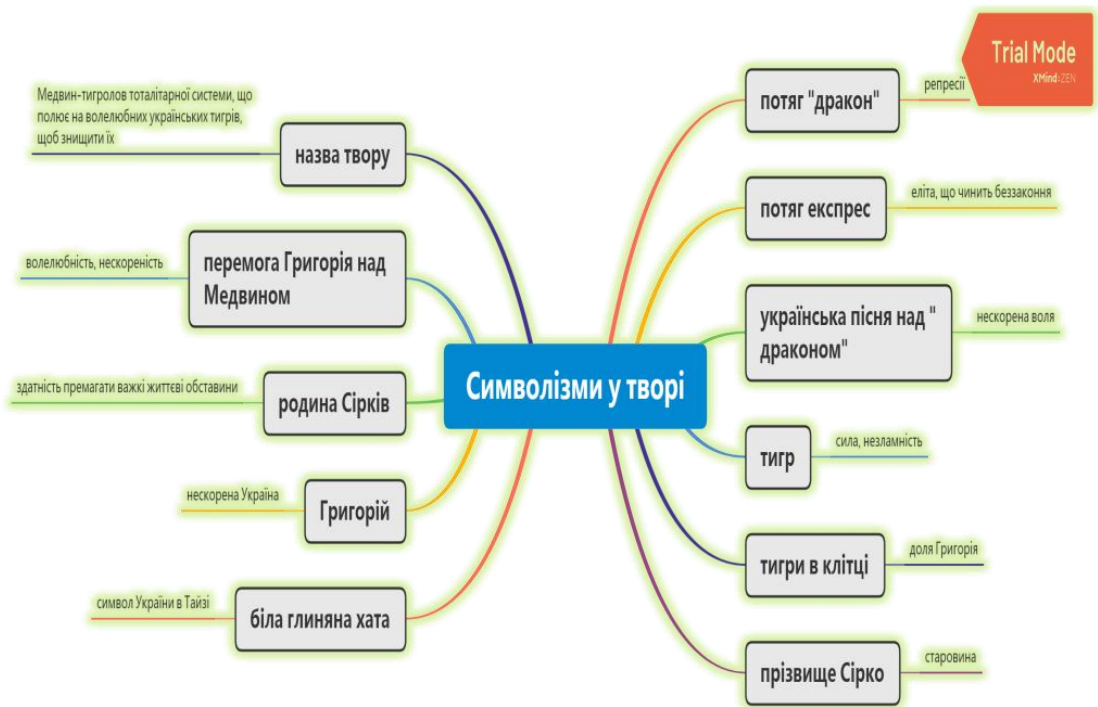 Символізми у творі
потяг "дракон"
репресії
Trial Mode
XMind:ZEN
потяг експрес
еліта, що чинить беззаконня
українська пісня над "
драконом"
нескорена воля
тигр
сила, незламність
тигри в клітці
доля Григорія
прізвище Сірко
старовина
назва твору
Медвин-тигролов тоталітарної системи, що
полює на волелюбних українських тигрів,
щоб знищити їх
перемога Григорія над
Медвином
волелюбність, нескореність
родина Сірків
здатність премагати важкі життєві обставини
Григорій
нескорена Україна
біла глиняна хата
символ України в Тайзі